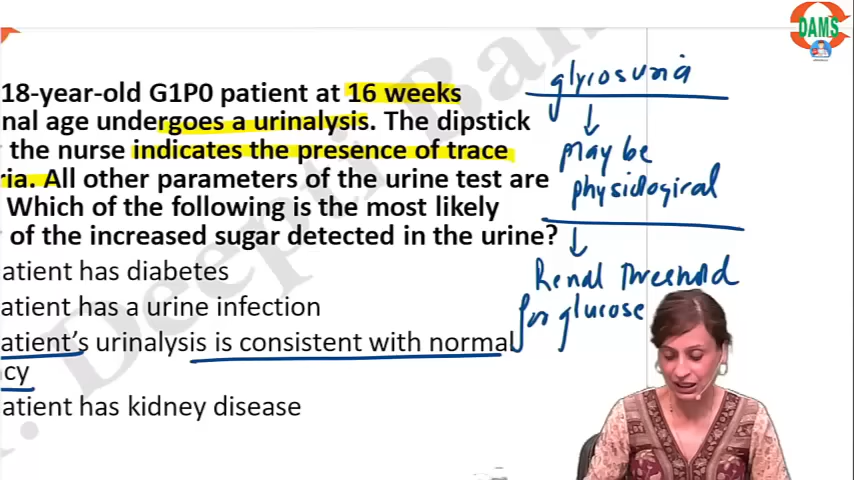 DAMS
18-year-old G1P0 patient at 16 weeks
nal age undergoes a urinalysis. The dipstick
the nurse indicates the presence of trace
ria. All other parameters of the urine test are
Which of the following is the most likely
of the increased sugar detected in the urine?
atient has diabetes
atient has a urine infection
atient's urinalysis is consistent with normal
cy
atient has kidney disease
glycosuria
may be
physiological
Renal Threshold
for glucose
Deepti Ba